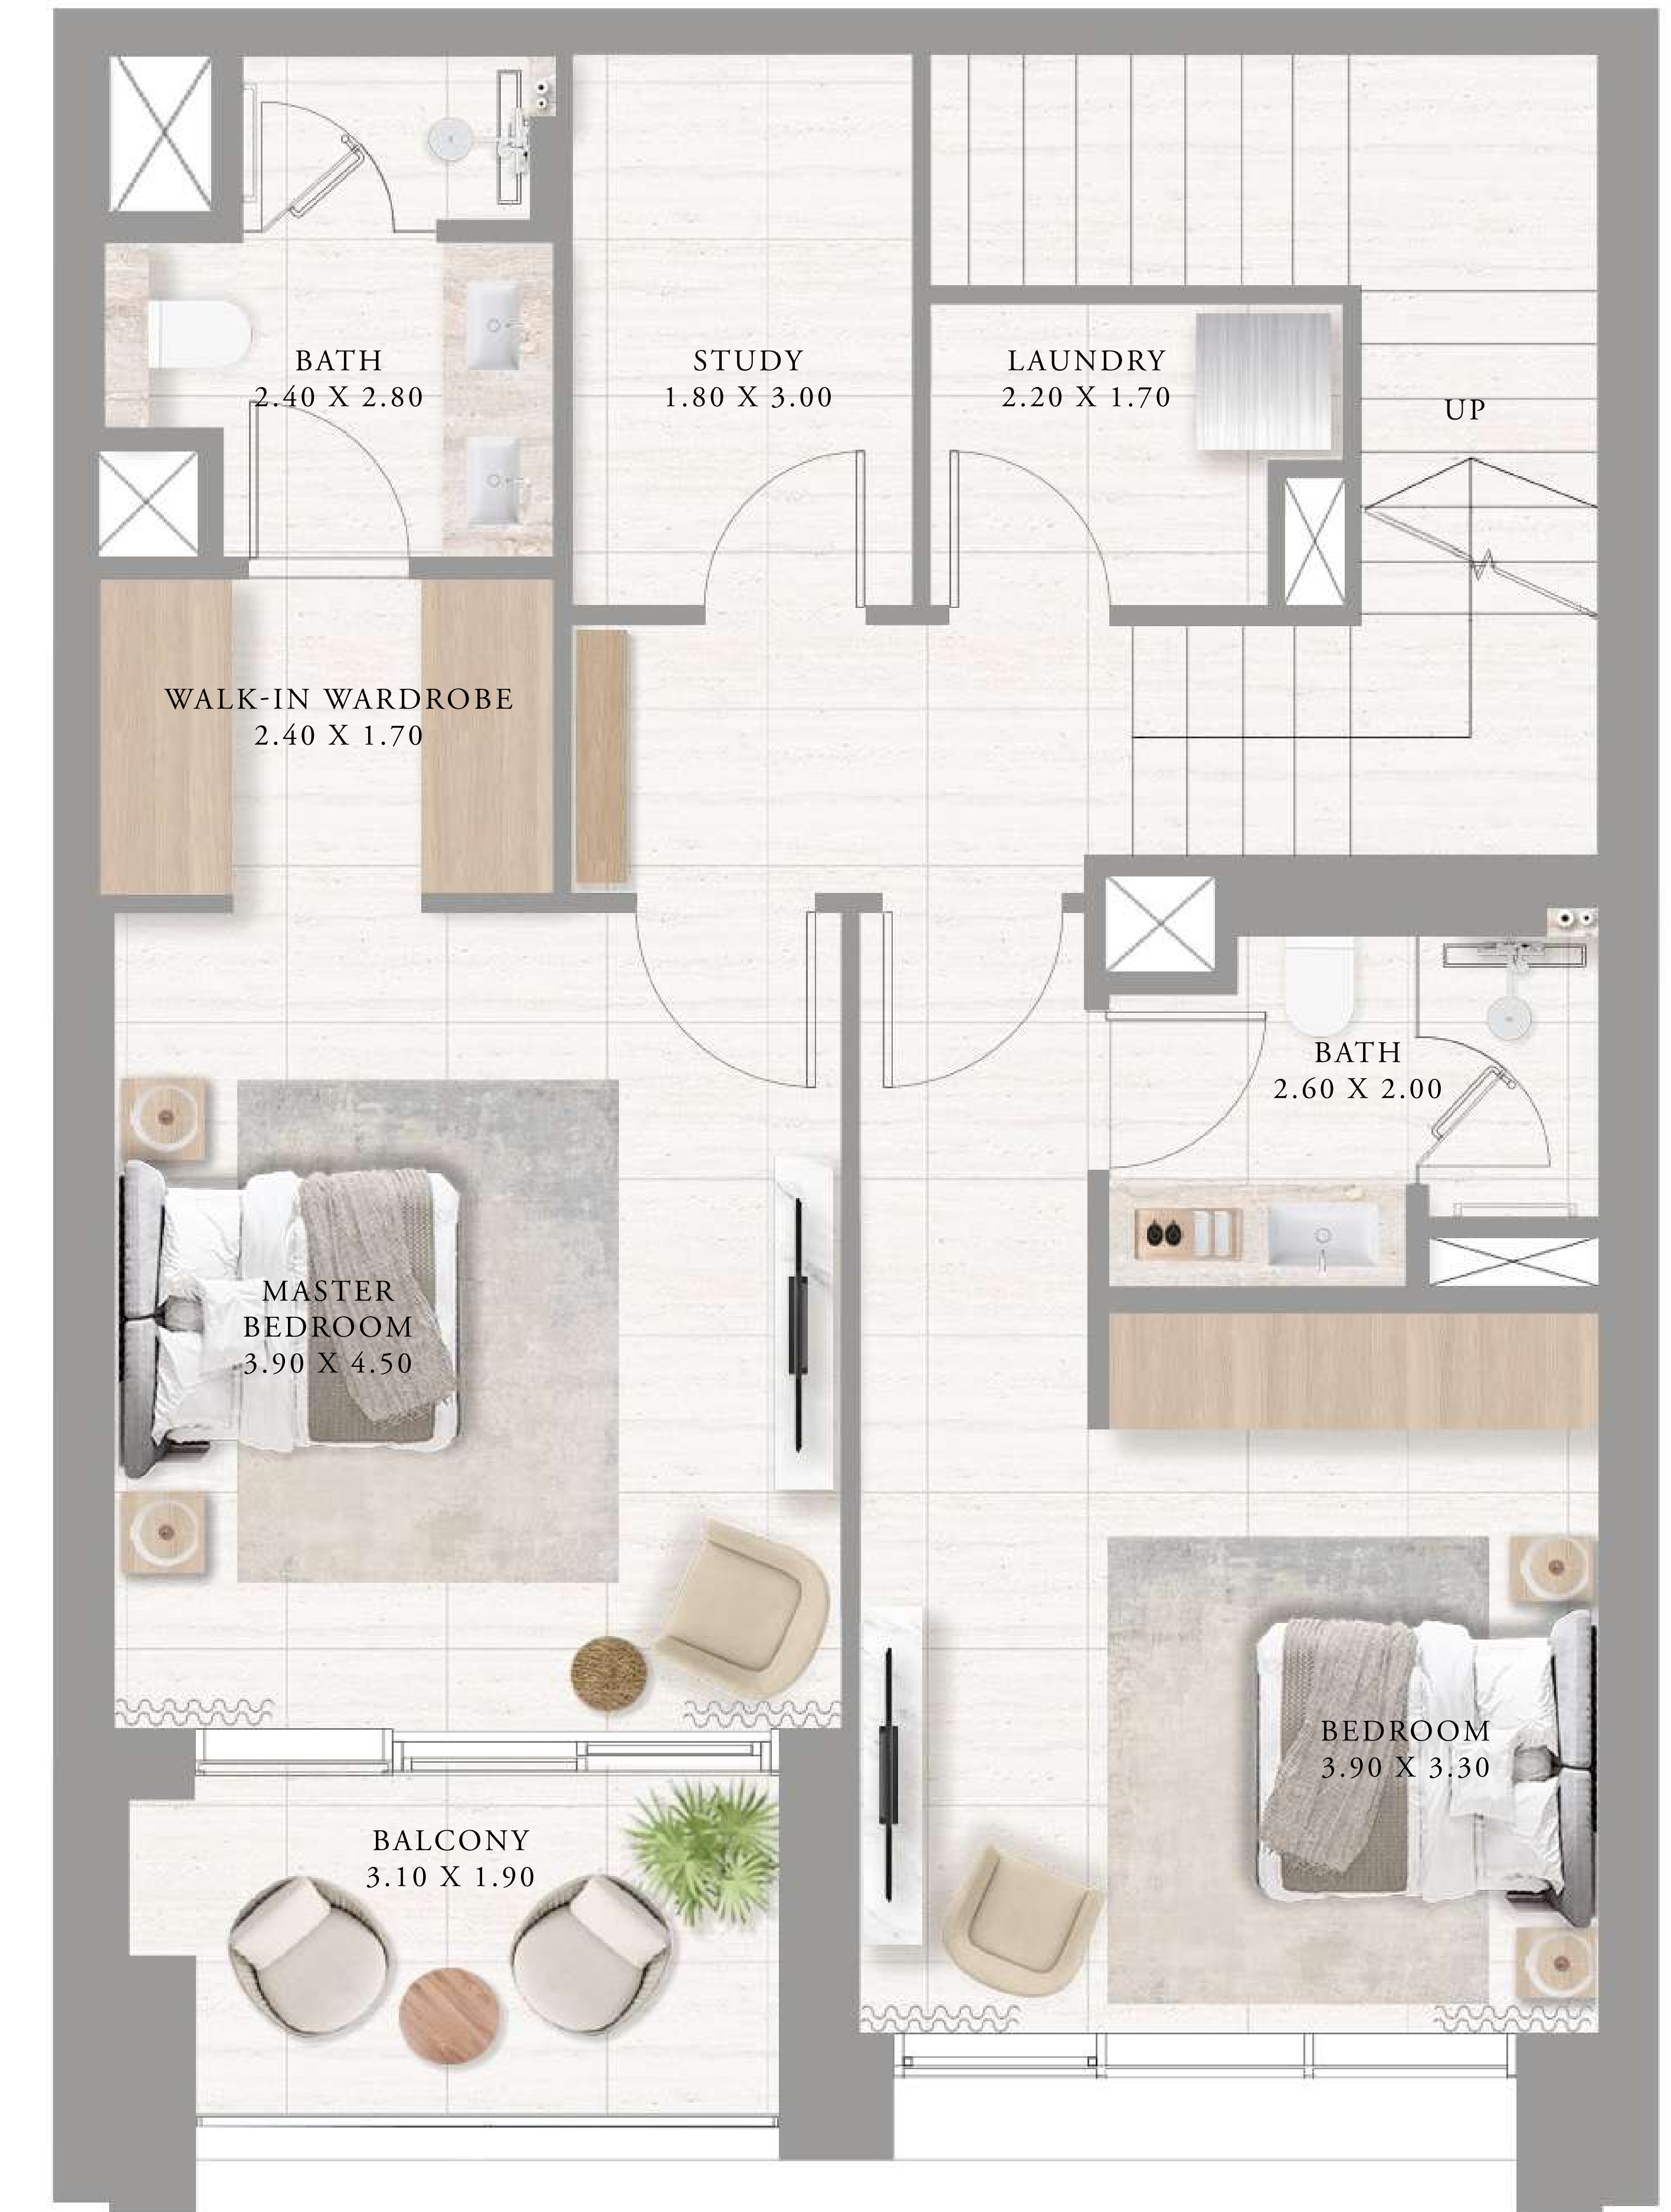 BATH
2.40 X 2.80
STUDY
1.80 X 3.00
LAUNDRY
2.20 X 1.70
UP
WALK-IN WARDROBE
2.40 X 1.70
BATH
2.60 X 2.00
MASTER
BEDROOM
3.90 X 4.50
BEDROOM
3.90 X 3.30
BALCONY
3.10 X 1.90